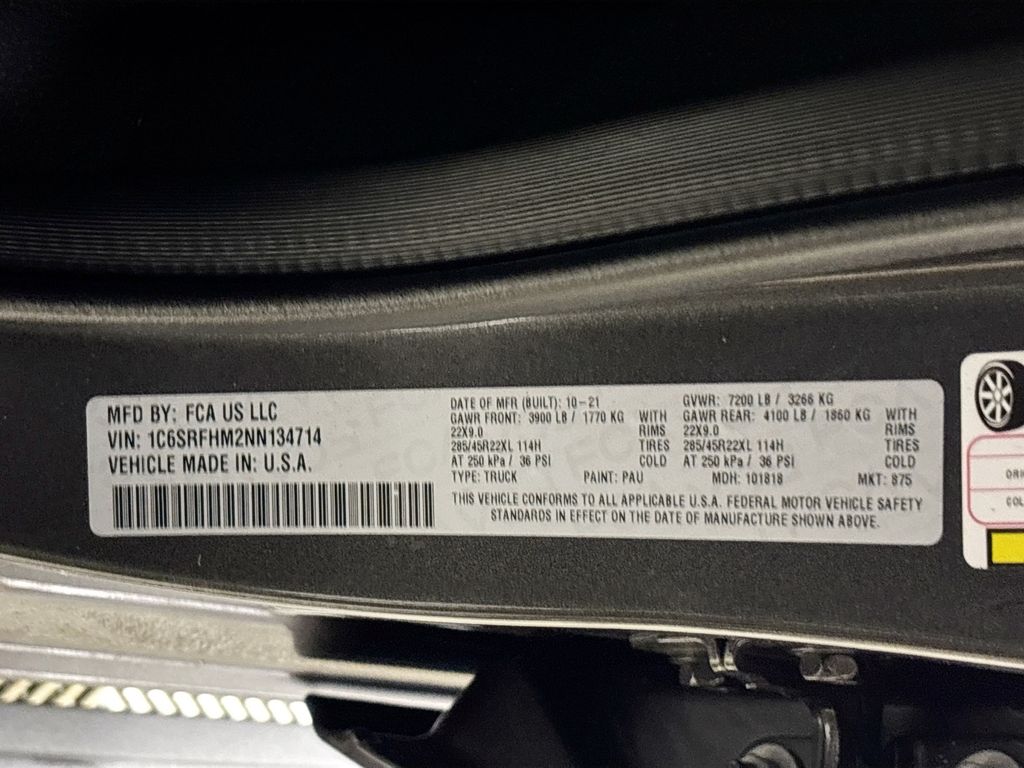 MFD BY: FCA US LLC
VIN: 1C6SRFHM2NN134714
VEHICLE MADE IN: U.S.A.
DATE OF MFR (BUILT): 10-21
GAWR FRONT: 3900 LB / 1770 KG WITH
22X9.0 RIMS
285/45R22XL 114H TIRES
AT 250 kPa / 36 PSI COLD
TYPE: TRUCK PAINT: PAU
GVWR: 7200 LB / 3266 KG
GAWR REAR: 4100 LB / 1860 KG WITH
22X9.0 RIMS
285/45R22XL 114H TIRES
AT 250 kPa / 36 PSI COLD
MDH: 101818 MKT: 875
THIS VEHICLE CONFORMS TO ALL APPLICABLE U.S.A. FEDERAL MOTOR VEHICLE SAFETY
STANDARDS IN EFFECT ON THE DATE OF MANUFACTURE SHOWN ABOVE.